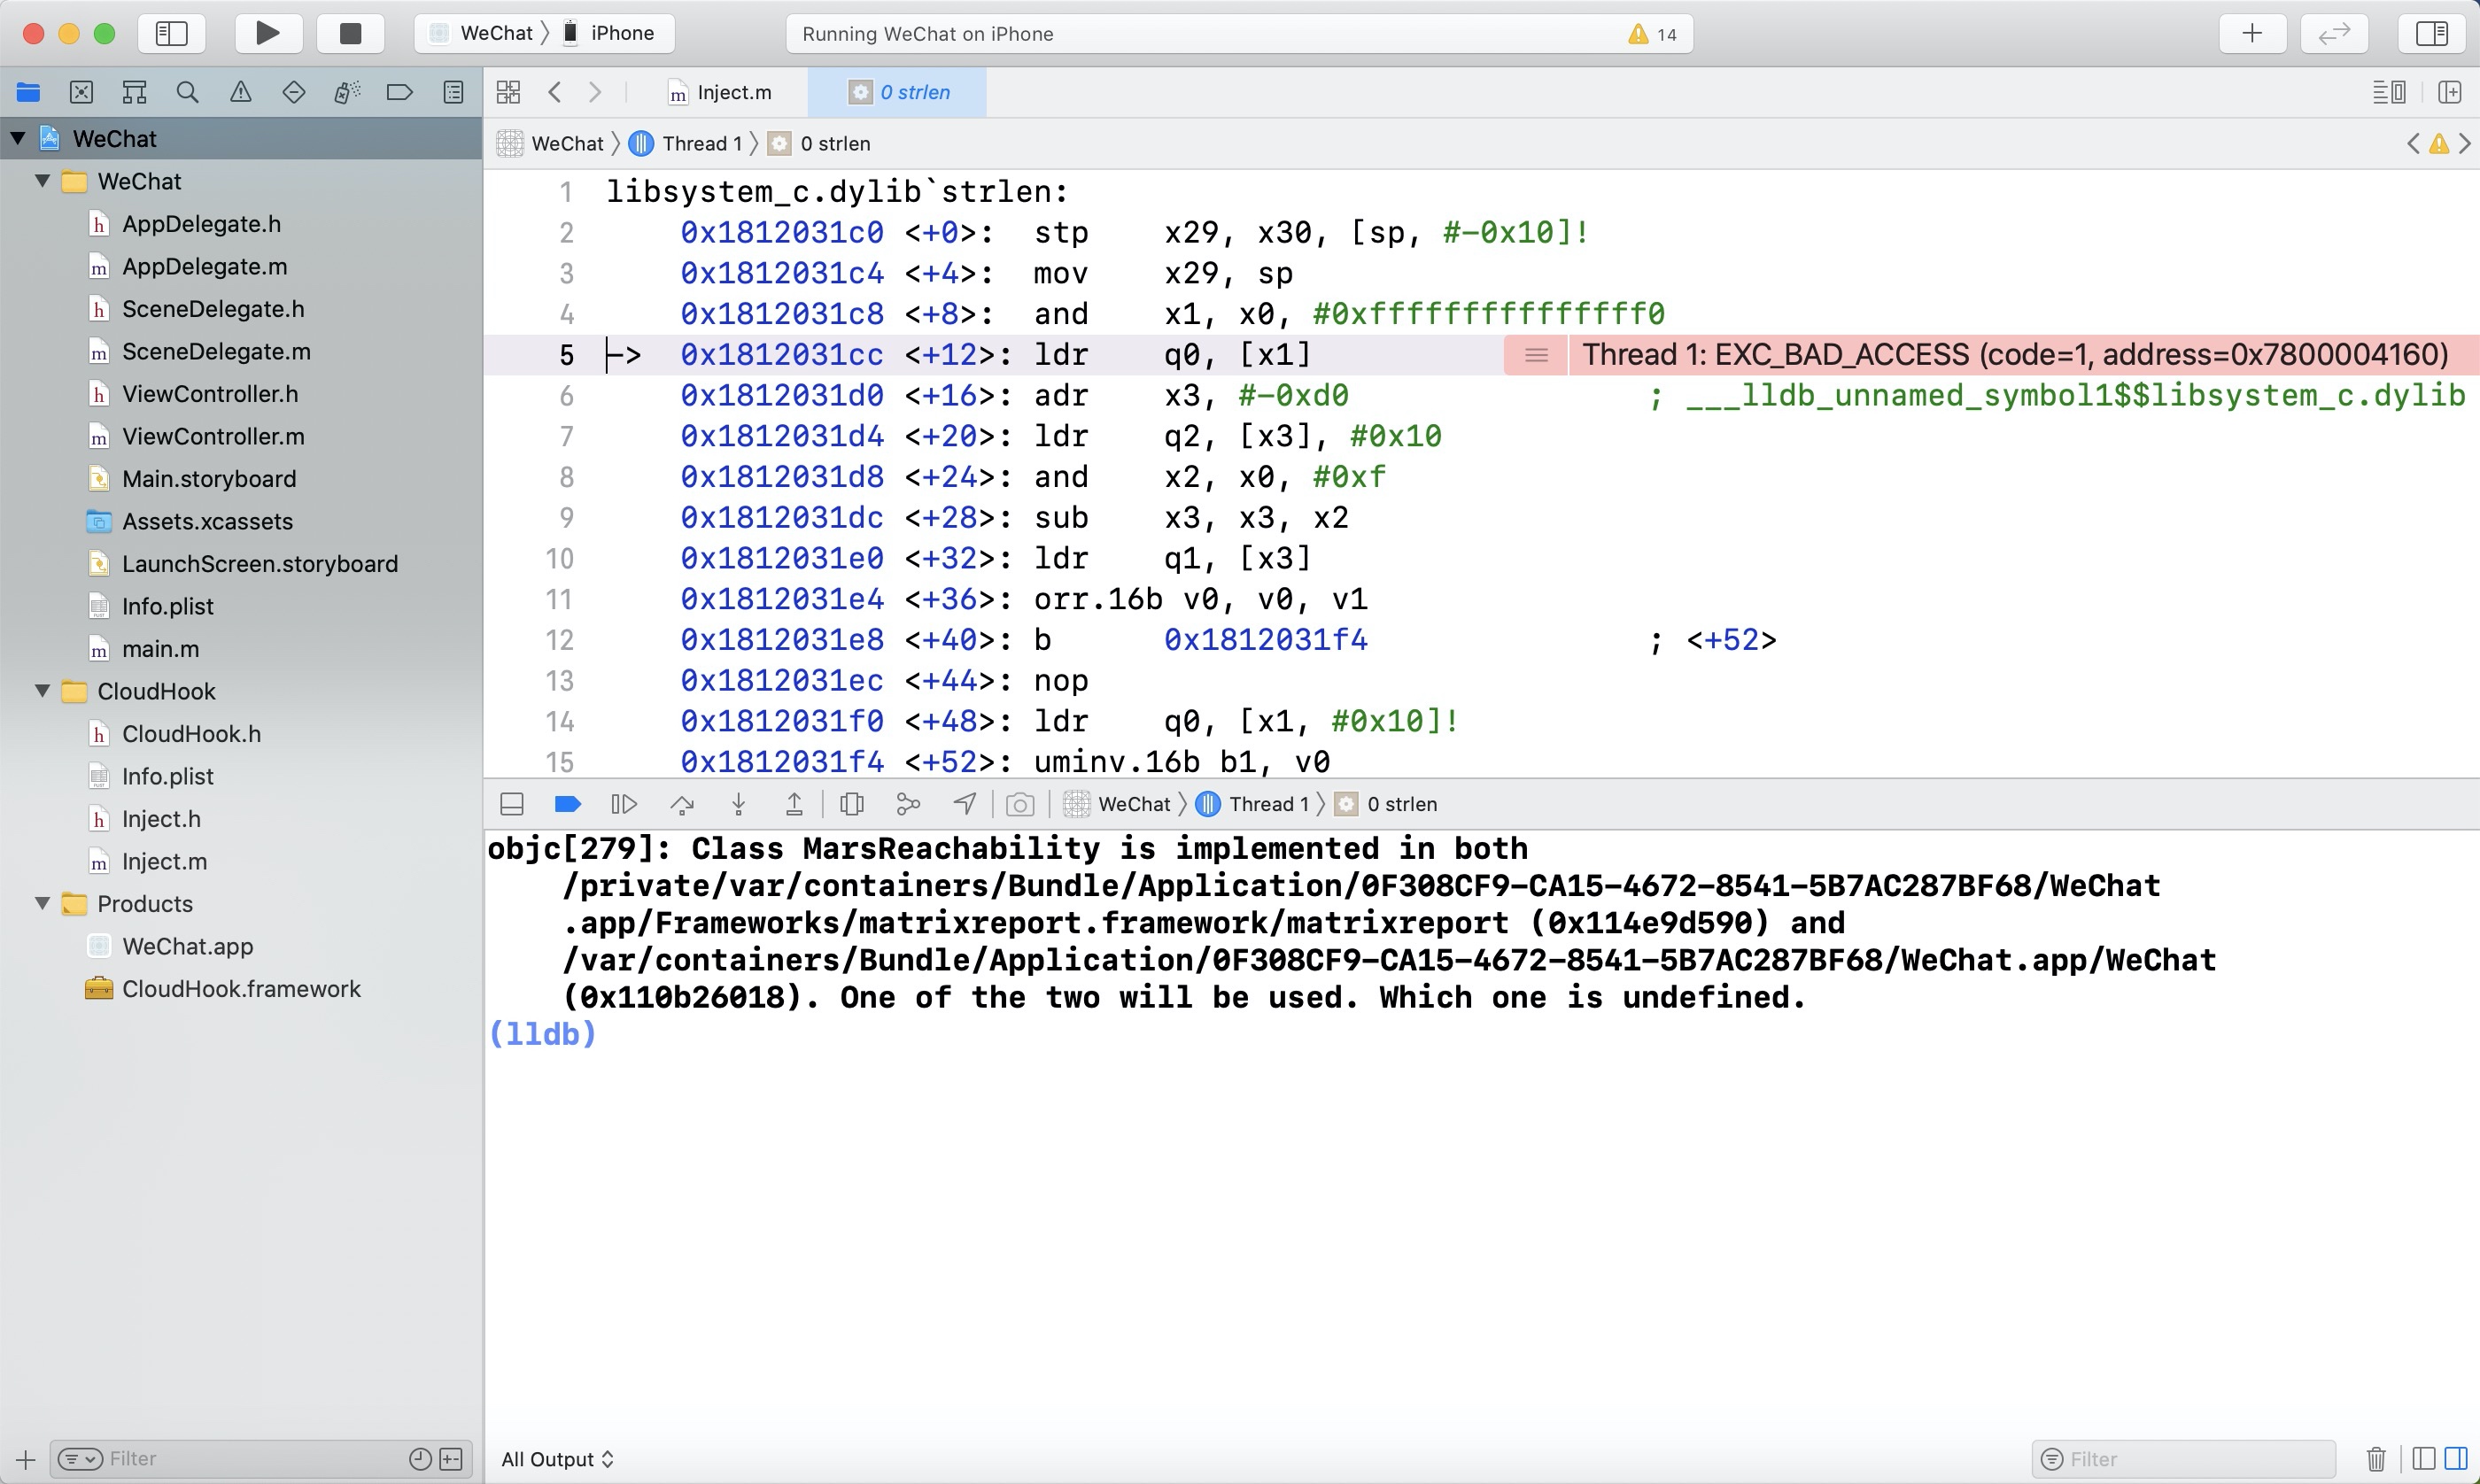 WeChat 〉 iPhone
Running WeChat on iPhone
14
Inject.m
0 strlen
WeChat 〉 Thread 1 〉 0 strlen
WeChat
WeChat
AppDelegate.h
AppDelegate.m
SceneDelegate.h
SceneDelegate.m
ViewController.h
ViewController.m
Main.storyboard
Assets.xcassets
LaunchScreen.storyboard
Info.plist
main.m
CloudHook
CloudHook.h
Info.plist
Inject.h
Inject.m
Products
WeChat.app
CloudHook.framework
Filter
1 libsystem_c.dylib`strlen:
2 0x1812031c0 <+0>: stp x29, x30, [sp, #-0x10]!
3 0x1812031c4 <+4>: mov x29, sp
4 0x1812031c8 <+8>: and x1, x0, #0xfffffffffffffff0
5 -> 0x1812031cc <+12>: ldr q0, [x1] Thread 1: EXC_BAD_ACCESS (code=1, address=0x7800004160)
6 0x1812031d0 <+16>: adr x3, #-0xd0 ; ___lldb_unnamed_symbol1$$libsystem_c.dylib
7 0x1812031d4 <+20>: ldr q2, [x3], #0x10
8 0x1812031d8 <+24>: and x2, x0, #0xf
9 0x1812031dc <+28>: sub x3, x3, x2
10 0x1812031e0 <+32>: ldr q1, [x3]
11 0x1812031e4 <+36>: orr.16b v0, v0, v1
12 0x1812031e8 <+40>: b 0x1812031f4 ; <+52>
13 0x1812031ec <+44>: nop
14 0x1812031f0 <+48>: ldr q0, [x1, #0x10]!
15 0x1812031f4 <+52>: uminv.16b b1, v0
WeChat 〉 Thread 1 〉 0 strlen
objc[279]: Class MarsReachability is implemented in both
/private/var/containers/Bundle/Application/0F308CF9-CA15-4672-8541-5B7AC287BF68/WeChat
.app/Frameworks/matrixreport.framework/matrixreport (0x114e9d590) and
/var/containers/Bundle/Application/0F308CF9-CA15-4672-8541-5B7AC287BF68/WeChat.app/WeChat
(0x110b26018). One of the two will be used. Which one is undefined.
(lldb)
All Output
Filter